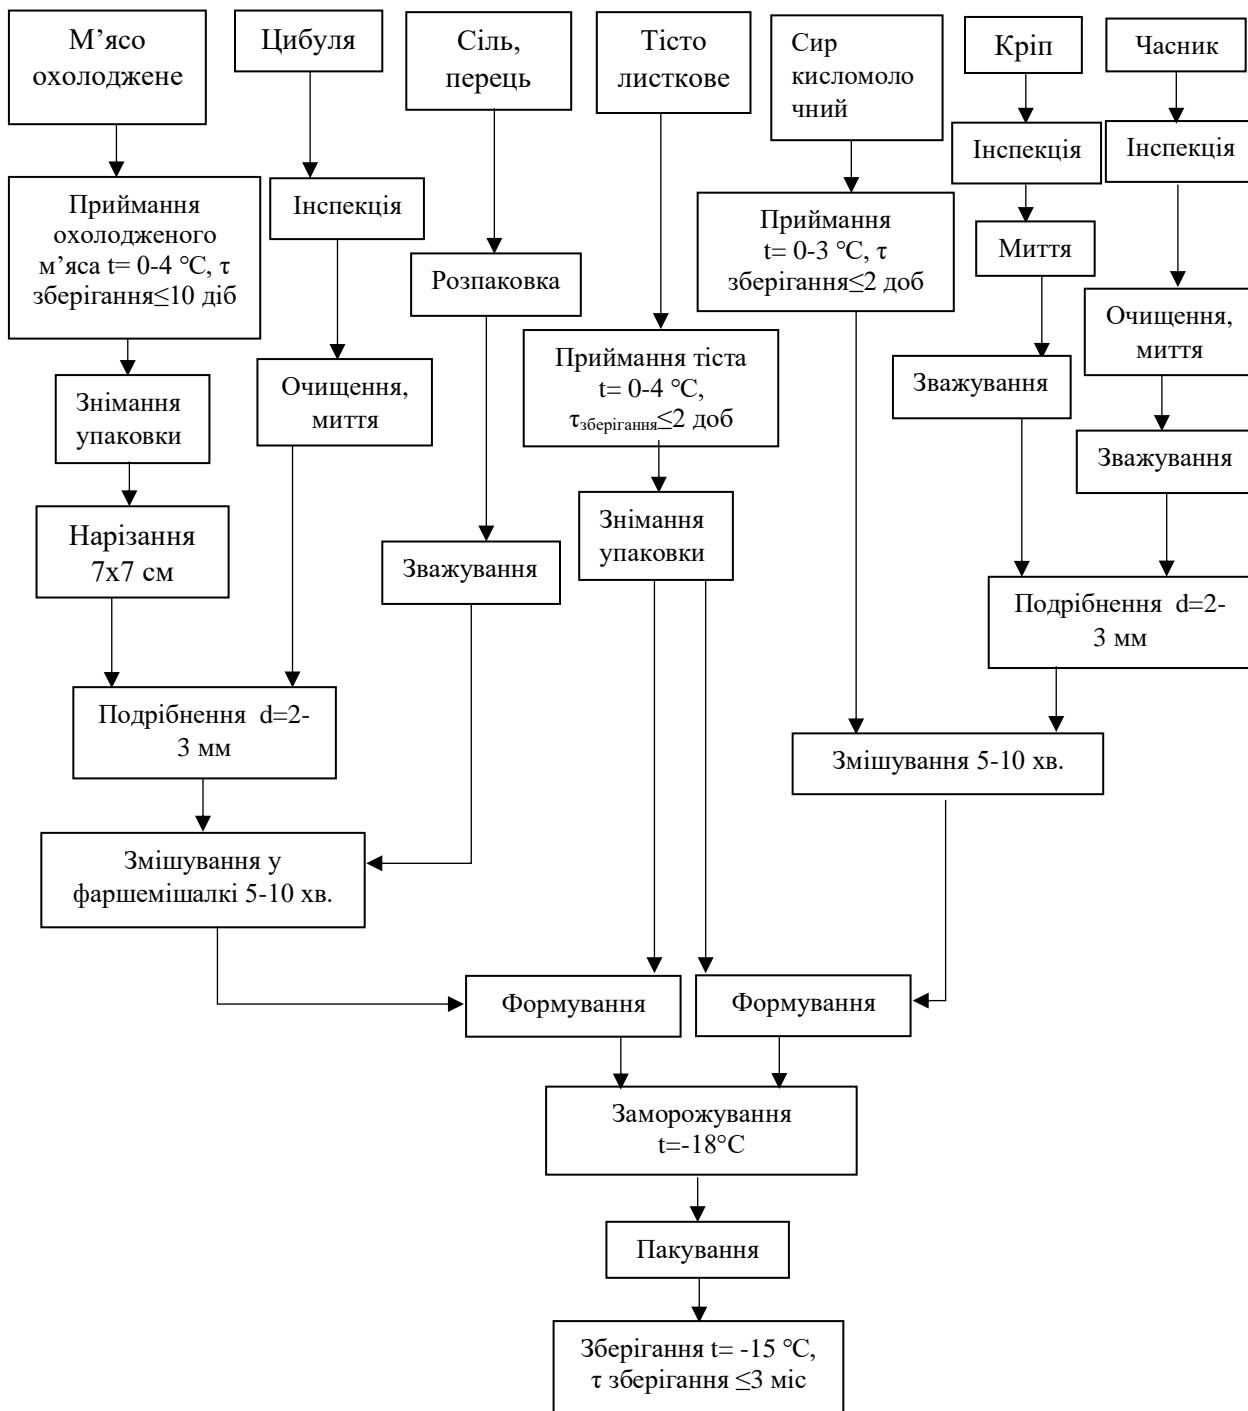 М’ясо
охолоджене
Цибуля
Сіль,
перець
Тісто
листкове
Сир
кисломоло
чний
Кріп
Часник
Інспекція
Інспекція
Приймання
охолодженого
м’яса t= 0-4 °C, τ
зберігання≤10 діб
Інспекція
Розпаковка
Приймання
t= 0-3 °C, τ
зберігання≤2 доб
Миття
Очищення,
миття
Приймання тіста
t= 0-4 °C,
τзберігання≤2 доб
Знімання
упаковки
Очищення,
миття
Зважування
Зважування
Нарізання
7х7 см
Зважування
Знімання
упаковки
Подрібнення d=2-
3 мм
Подрібнення d=2-
3 мм
Змішування 5-10 хв.
Змішування у
фаршемішалкі 5-10 хв.
Формування
Формування
Заморожування
t=-18°C
Пакування
Зберігання t= -15 °C,
τ зберігання ≤3 міс